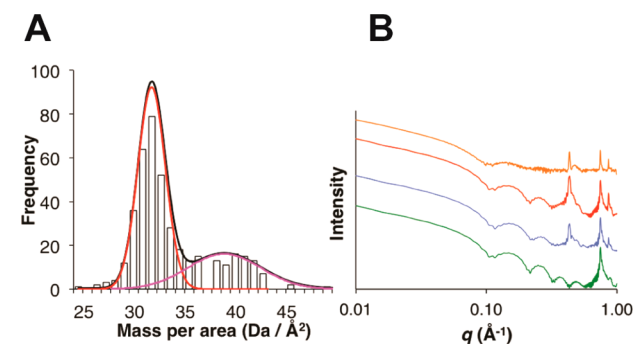 A
B
100
80
60
40
20
0
Frequency
25 30 35 40 45
Mass per area (Da / Å²)
Intensity
0.01 0.10 1.00
q (Å⁻¹)